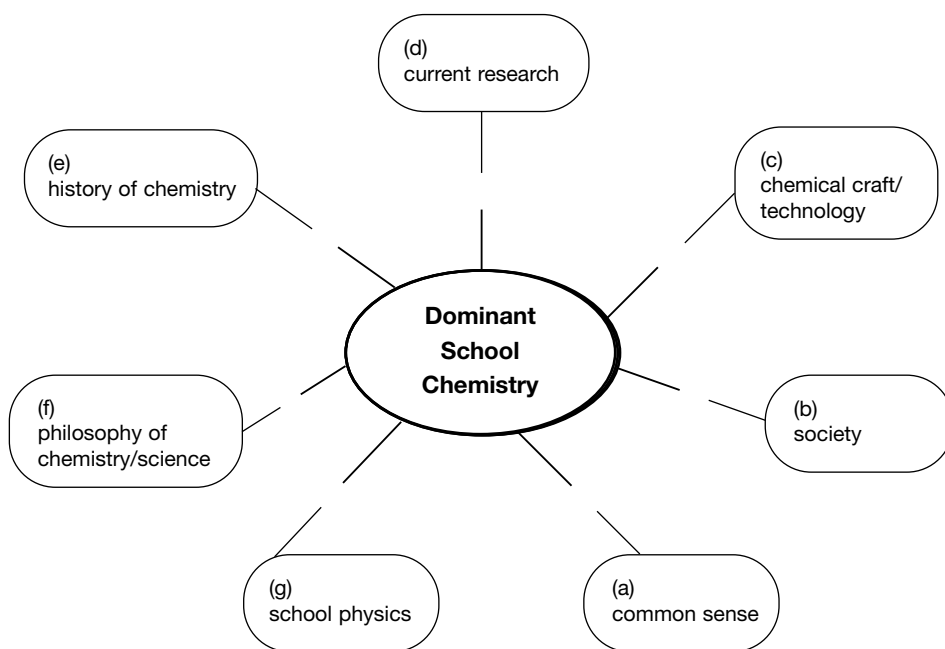 (d)
current research
(e)
history of chemistry
(c)
chemical craft/
technology
Dominant
School
Chemistry
(f)
philosophy of
chemistry/science
(b)
society
(g)
school physics
(a)
common sense